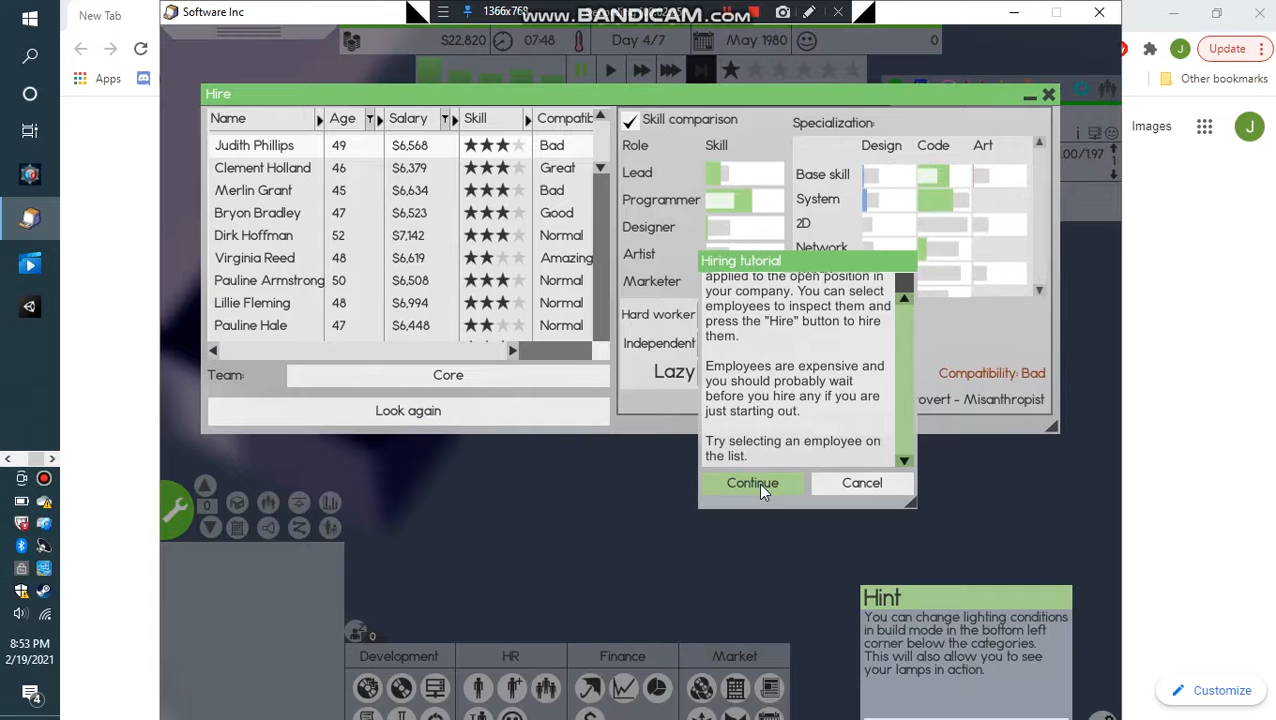 New Tab
Software Inc
1366x768
www.BANDICAM.com
Update
Apps
Other bookmarks
$22,820
07:48
Day 4/7
May 1980
0
Images
J
J
Hire
Name Age Salary Skill Compatib
Judith Phillips 49 $6,568 Bad
Clement Holland 46 $6,379 Great
Merlin Grant 45 $6,634 Bad
Bryon Bradley 47 $6,523 Good
Dirk Hoffman 52 $7,142 Normal
Virginia Reed 48 $6,619 Amazing
Pauline Armstrong 50 $6,508 Normal
Lillie Fleming 48 $6,994 Normal
Pauline Hale 47 $6,448 Normal
Team: Core
Look again
Skill comparison
Role Skill
Lead
Programmer
Designer
Artist
Marketer
Hard worker
Independent
Lazy
Specialization:
Design Code Art
Base skill
System
2D
Network
Compatibility: Bad
overt - Misanthropist
.00/1.97
Hiring tutorial
applied to the open position in
your company. You can select
employees to inspect them and
press the "Hire" button to hire
them.
Employees are expensive and
you should probably wait
before you hire any if you are
just starting out.
Try selecting an employee on
the list.
Continue
Cancel
0
0
Development
HR
Finance
Market
Hint
You can change lighting conditions
in build mode in the bottom left
corner below the categories.
This will also allow you to see
your lamps in action.
Customize
8:53 PM
2/19/2021
4